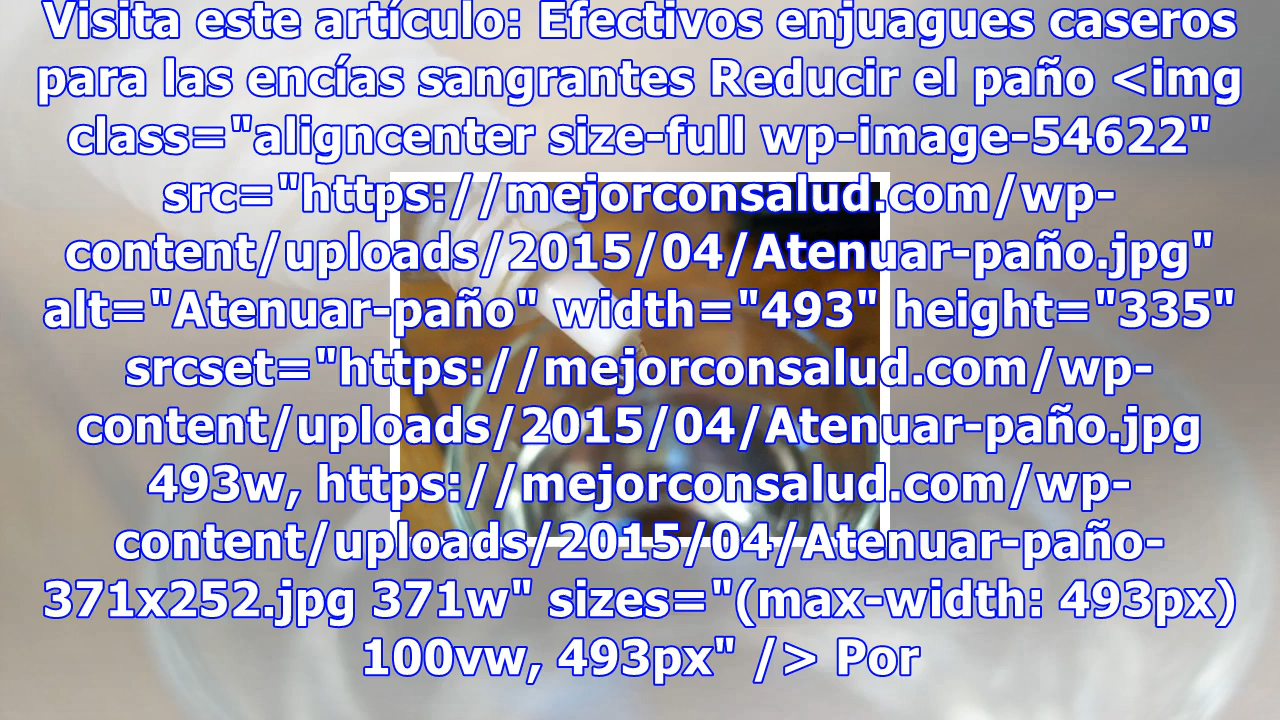 Visita este artículo: Efectivos enjuagues caseros
para las encías sangrantes Reducir el paño <img
class="aligncenter size-full wp-image-54622"
src="https://mejorconsalud.com/wp-
content/uploads/2015/04/Atenuar-paño.jpg"
alt="Atenuar-paño" width="493" height="335"
srcset="https://mejorconsalud.com/wp-
content/uploads/2015/04/Atenuar-paño.jpg
493w, https://mejorconsalud.com/wp-
content/uploads/2015/04/Atenuar-paño-
371x252.jpg 371w" sizes="(max-width: 493px)
100vw, 493px" /> Por